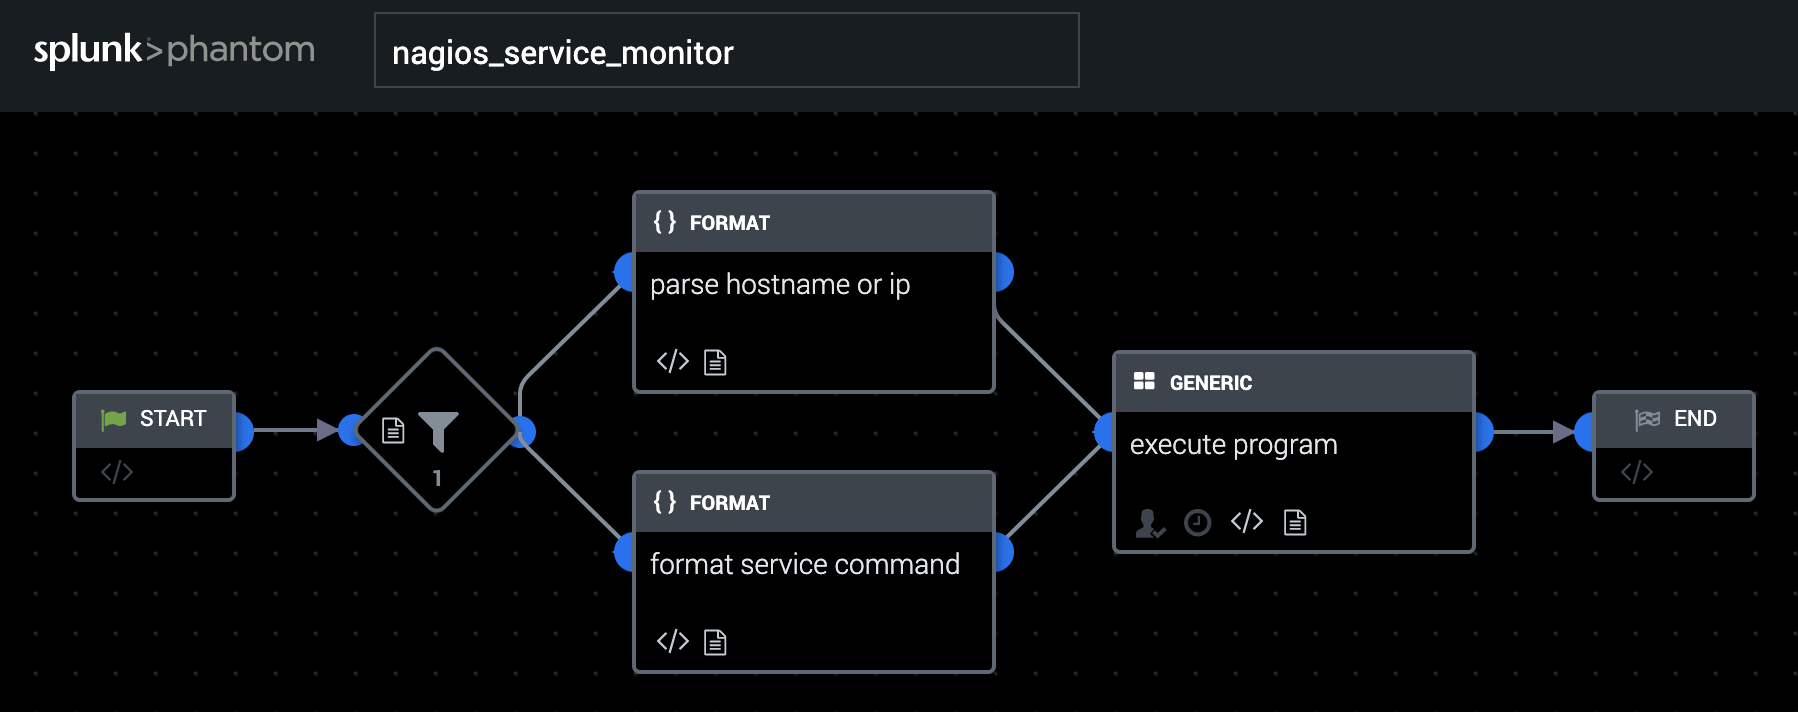 splunk>phantom
nagios_service_monitor
START
</>
1
{} FORMAT
parse hostname or ip
</>
{} FORMAT
format service command
</>
GENERIC
execute program
</>
END
</>